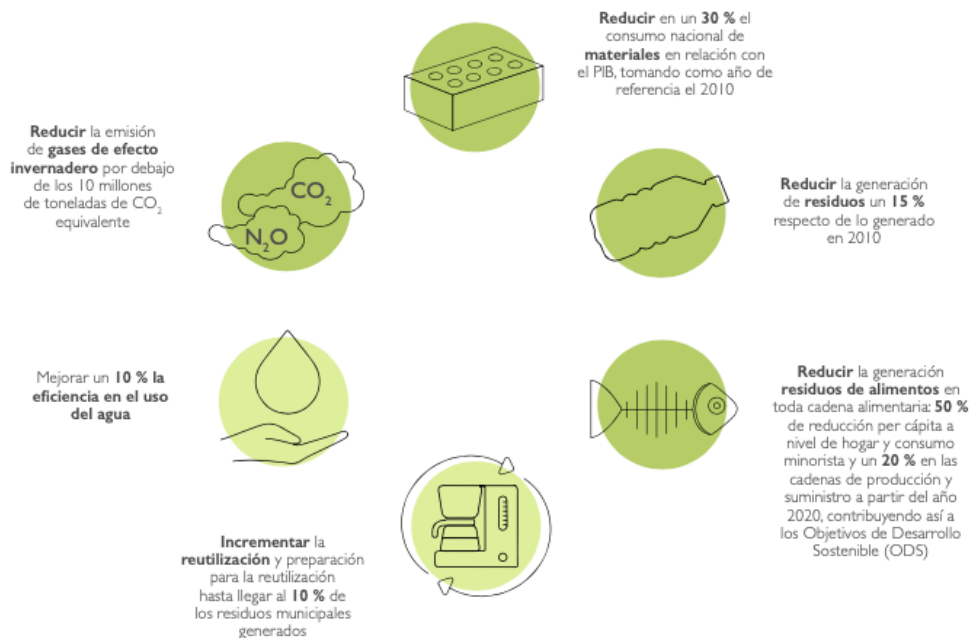 Reducir en un 30 % el
consumo nacional de
materiales en relación con
el PIB, tomando como año de
referencia el 2010
Reducir la emisión
de gases de efecto
invernadero por debajo
de los 10 millones
de toneladas de CO2
equivalente
CO2
N2O
Reducir la generación
de residuos un 15 %
respecto de lo generado
en 2010
Mejorar un 10 % la
eficiencia en el uso
del agua
Reducir la generación
residuos de alimentos en
toda cadena alimentaria: 50 %
de reducción per cápita a
nivel de hogar y consumo
minorista y un 20 % en las
cadenas de producción y
suministro a partir del año
2020, contribuyendo así a
los Objetivos de Desarrollo
Sostenible (ODS)
Incrementar la
reutilización y preparación
para la reutilización
hasta llegar al 10 % de
los residuos municipales
generados